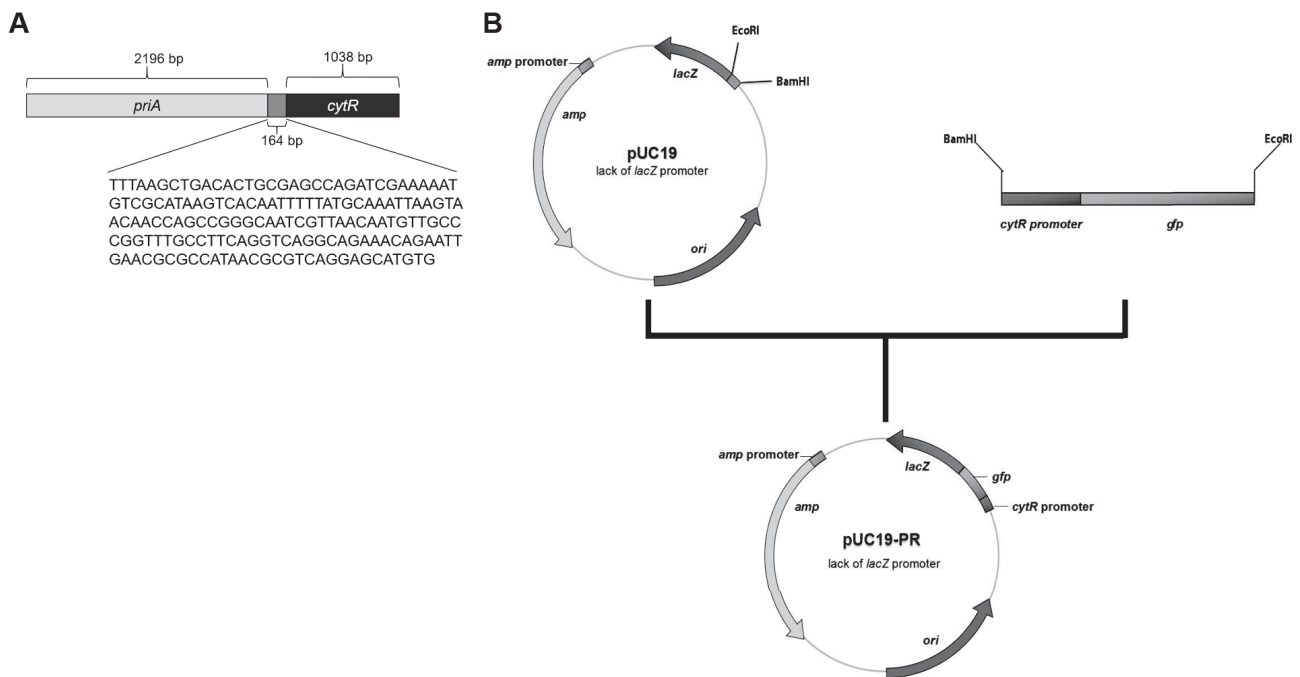 A
2196 bp
1038 bp
priA
cytR
164 bp
TTTAAGCTGACACTGCGAGCCAGATCGAAAAAT
GTCGCATAAGTCACAATTTTTATGCAAATTAAGTA
ACAACCAGCCGGGCAATCGTTAACAATGTTGCC
CGGTTTGCCTTCAGGTCAGGCAGAAACAGAATT
GAACGCGCCATAACGCGTCAGGAGCATGTG
B
amp promoter
lacZ
EcoRI
BamHI
amp
pUC19
lack of lacZ promoter
ori
BamHI
EcoRI
cytR promoter
gfp
amp promoter
lacZ
gfp
cytR promoter
amp
pUC19-PR
lack of lacZ promoter
ori